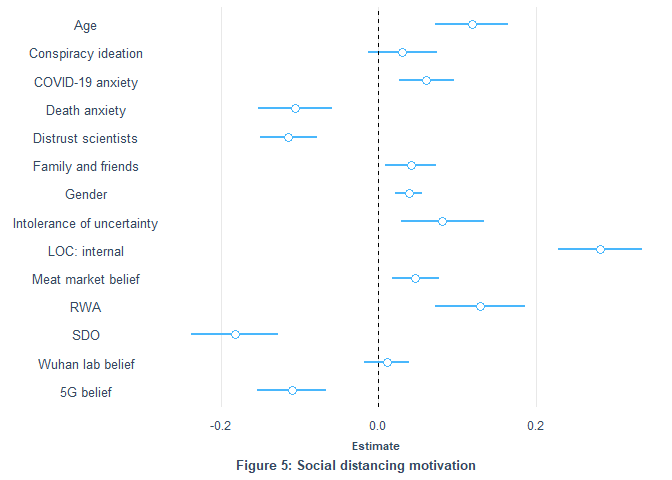 Age
Conspiracy ideation
COVID-19 anxiety
Death anxiety
Distrust scientists
Family and friends
Gender
Intolerance of uncertainty
LOC: internal
Meat market belief
RWA
SDO
Wuhan lab belief
5G belief
-0.2 0.0 0.2
Estimate
Figure 5: Social distancing motivation